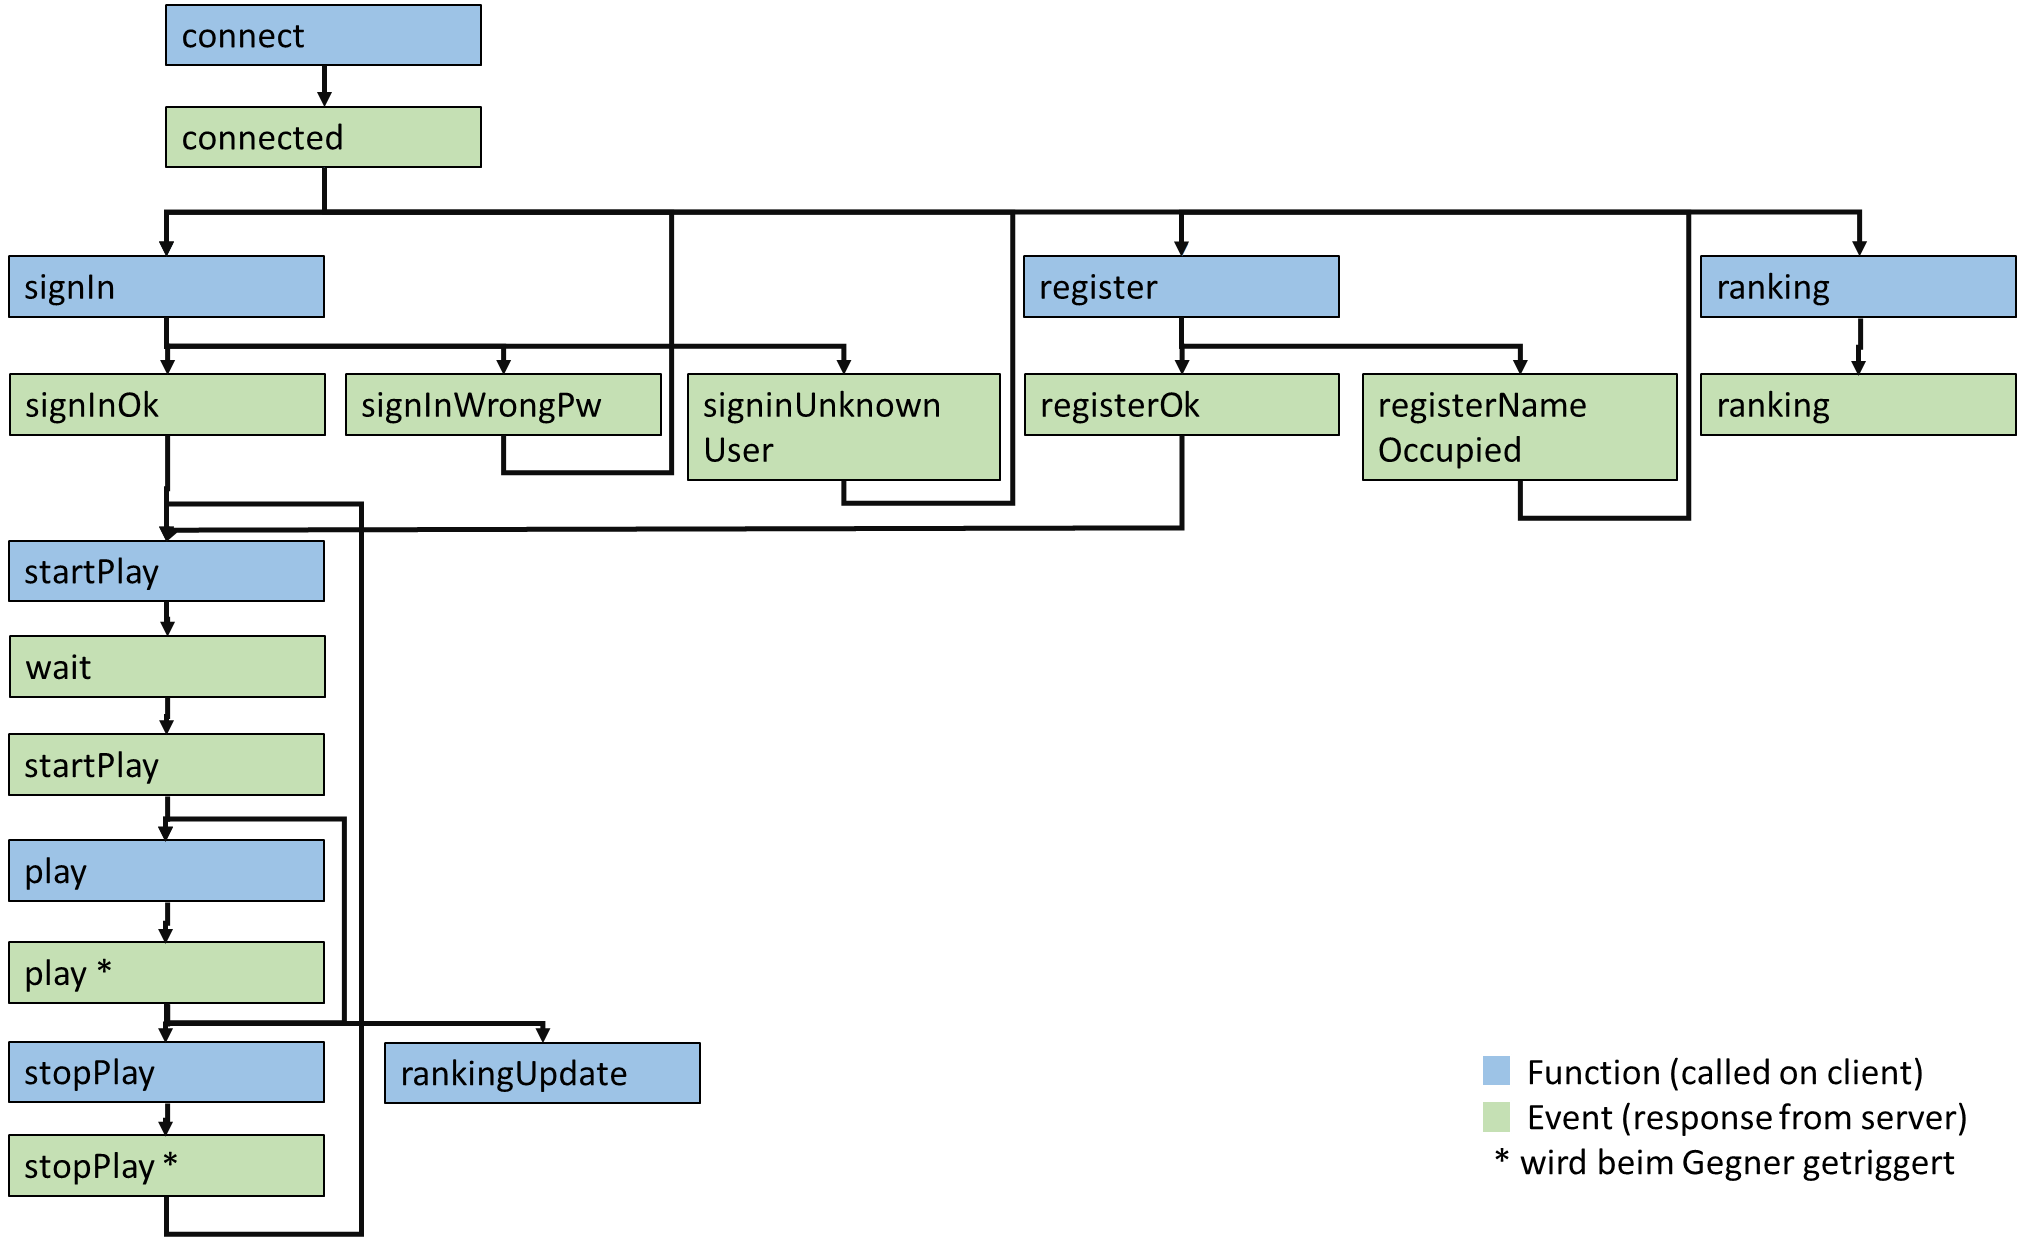 connect
connected
signIn
register
ranking
signInOk
signInWrongPw
signinUnknown
User
registerOk
registerName
Occupied
ranking
startPlay
wait
startPlay
play
play *
stopPlay
rankingUpdate
stopPlay *
Function (called on client)
Event (response from server)
* wird beim Gegner getriggert